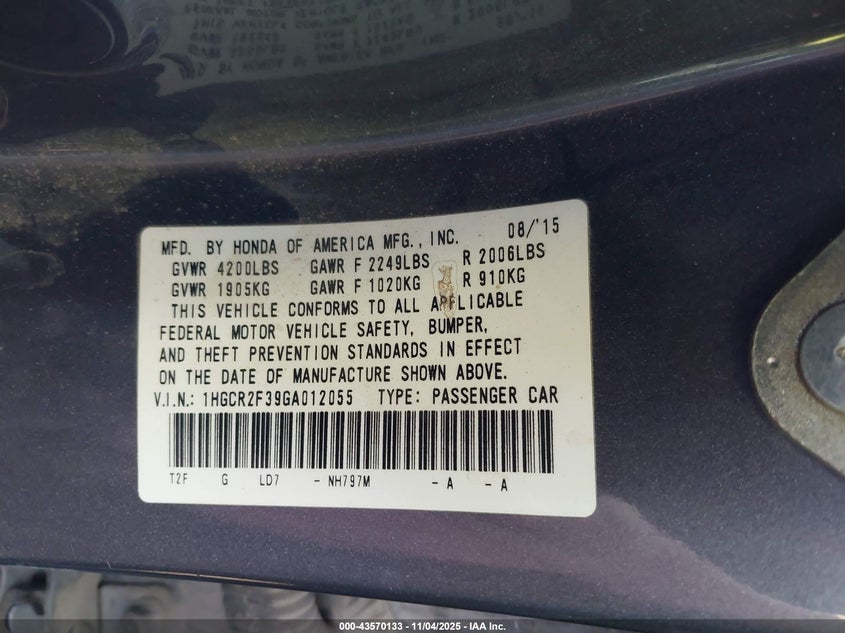 MFD. BY HONDA OF AMERICA MFG., INC. 08/'15
GVWR 4200LBS GAWR F 2249LBS R 2006LBS
GVWR 1905KG GAWR F 1020KG R 910KG
THIS VEHICLE CONFORMS TO ALL APPLICABLE
FEDERAL MOTOR VEHICLE SAFETY, BUMPER,
AND THEFT PREVENTION STANDARDS IN EFFECT
ON THE DATE OF MANUFACTURE SHOWN ABOVE.
V.I.N.: 1HGCR2F39GA012055 TYPE: PASSENGER CAR
T2F G LD7 - NH797M - A - A
000-43570133 - 11/04/2025 - IAA Inc.